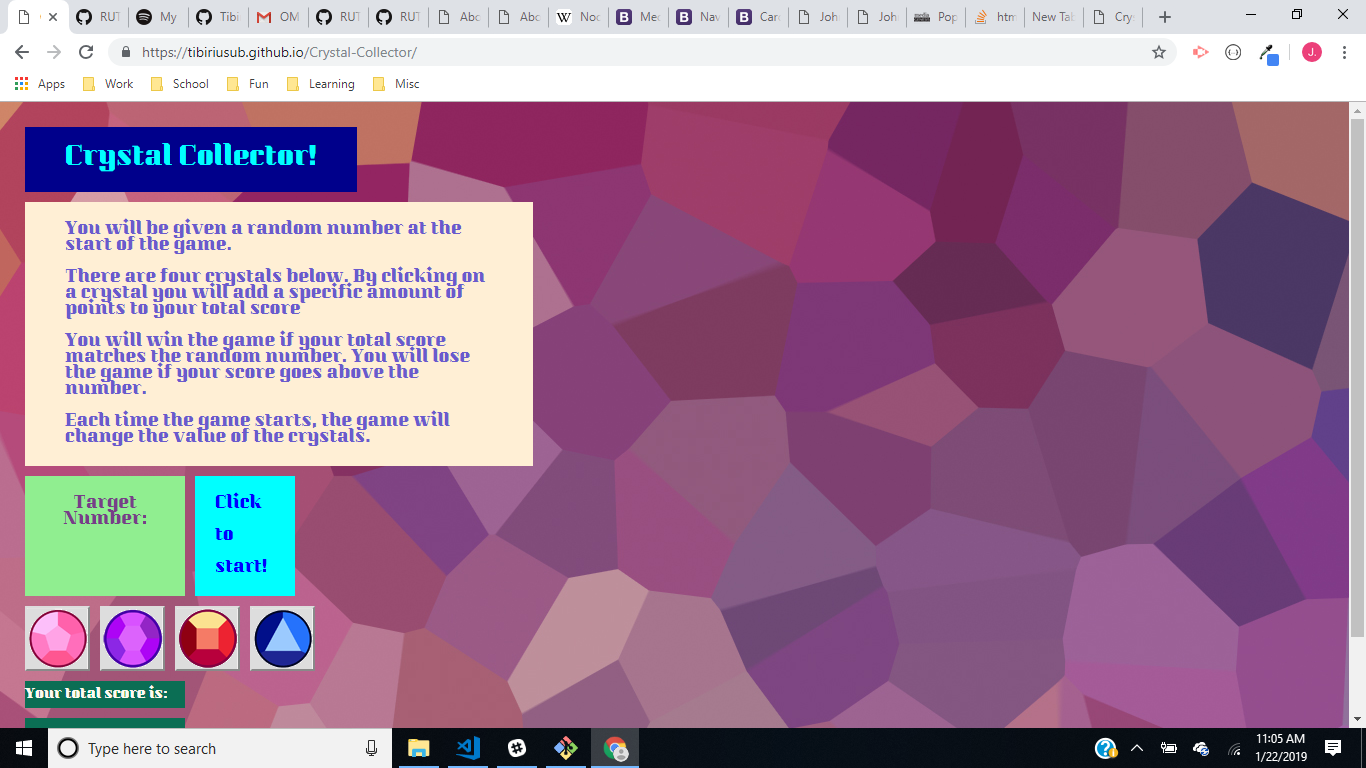 RUT
My
Tibi
OM
RUT
RUT
Abc
Abc
W
Noc
B
Med
B
Nav
B
Card
Joh
Joh
Pop
htm
New Tab
Crys
https://tibiriusub.github.io/Crystal-Collector/
J.
Apps
Work
School
Fun
Learning
Misc
Crystal Collector!
You will be given a random number at the
start of the game.
There are four crystals below. By clicking on
a crystal you will add a specific amount of
points to your total score
You will win the game if your total score
matches the random number. You will lose
the game if your score goes above the
number.
Each time the game starts, the game will
change the value of the crystals.
Target
Number:
Click
to
start!
Your total score is:
Type here to search
11:05 AM
1/22/2019